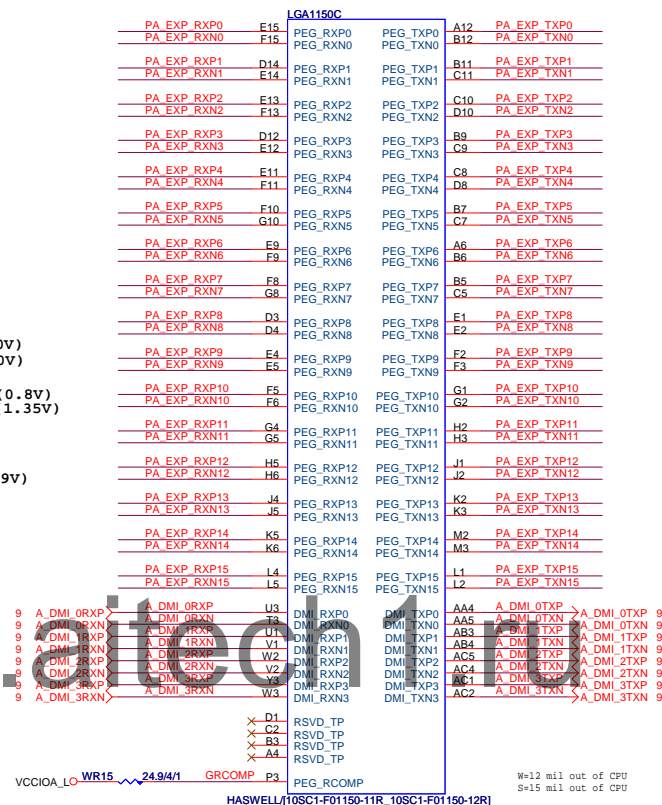 LGA1150C
PA_EXP_RXP0 E15 PEG_RXP0 PEG_TXP0 A12 PA_EXP_TXP0
PA_EXP_RXN0 F15 PEG_RXN0 PEG_TXN0 B12 PA_EXP_TXN0
PA_EXP_RXP1 D14 PEG_RXP1 PEG_TXP1 B11 PA_EXP_TXP1
PA_EXP_RXN1 E14 PEG_RXN1 PEG_TXN1 C11 PA_EXP_TXN1
PA_EXP_RXP2 E13 PEG_RXP2 PEG_TXP2 C10 PA_EXP_TXP2
PA_EXP_RXN2 F13 PEG_RXN2 PEG_TXN2 D10 PA_EXP_TXN2
PA_EXP_RXP3 D12 PEG_RXP3 PEG_TXP3 B9 PA_EXP_TXP3
PA_EXP_RXN3 E12 PEG_RXN3 PEG_TXN3 C9 PA_EXP_TXN3
PA_EXP_RXP4 E11 PEG_RXP4 PEG_TXP4 C8 PA_EXP_TXP4
PA_EXP_RXN4 F11 PEG_RXN4 PEG_TXN4 D8 PA_EXP_TXN4
PA_EXP_RXP5 F10 PEG_RXP5 PEG_TXP5 B7 PA_EXP_TXP5
PA_EXP_RXN5 G10 PEG_RXN5 PEG_TXN5 C7 PA_EXP_TXN5
PA_EXP_RXP6 E9 PEG_RXP6 PEG_TXP6 A6 PA_EXP_TXP6
PA_EXP_RXN6 F9 PEG_RXN6 PEG_TXN6 B6 PA_EXP_TXN6
PA_EXP_RXP7 F8 PEG_RXP7 PEG_TXP7 B5 PA_EXP_TXP7
PA_EXP_RXN7 G8 PEG_RXN7 PEG_TXN7 C5 PA_EXP_TXN7
PA_EXP_RXP8 D3 PEG_RXP8 PEG_TXP8 E1 PA_EXP_TXP8
PA_EXP_RXN8 D4 PEG_RXN8 PEG_TXN8 E2 PA_EXP_TXN8
0V)
0V)
PA_EXP_RXP9 E4 PEG_RXP9 PEG_TXP9 F2 PA_EXP_TXP9
PA_EXP_RXN9 E5 PEG_RXN9 PEG_TXN9 F3 PA_EXP_TXN9
(0.8V)
PA_EXP_RXP10 F5 PEG_RXP10 PEG_TXP10 G1 PA_EXP_TXP10
1.35V)
PA_EXP_RXN10 F6 PEG_RXN10 PEG_TXN10 G2 PA_EXP_TXN10
PA_EXP_RXP11 G4 PEG_RXP11 PEG_TXP11 H2 PA_EXP_TXP11
PA_EXP_RXN11 G5 PEG_RXN11 PEG_TXN11 H3 PA_EXP_TXN11
PA_EXP_RXP12 H5 PEG_RXP12 PEG_TXP12 J1 PA_EXP_TXP12
9V)
PA_EXP_RXN12 H6 PEG_RXN12 PEG_TXN12 J2 PA_EXP_TXN12
PA_EXP_RXP13 J4 PEG_RXP13 PEG_TXP13 K2 PA_EXP_TXP13
PA_EXP_RXN13 J5 PEG_RXN13 PEG_TXN13 K3 PA_EXP_TXN13
PA_EXP_RXP14 K5 PEG_RXP14 PEG_TXP14 M2 PA_EXP_TXP14
PA_EXP_RXN14 K6 PEG_RXN14 PEG_TXN14 M3 PA_EXP_TXN14
PA_EXP_RXP15 L4 PEG_RXP15 PEG_TXP15 L1 PA_EXP_TXP15
PA_EXP_RXN15 L5 PEG_RXN15 PEG_TXN15 L2 PA_EXP_TXN15
9 A_DMI_0RXP A_DMI_0RXP U3 DMI_RXP0 DMI_TXP0 AA4 A_DMI_0TXP A_DMI_0TXP 9
9 A_DMI_0RXN A_DMI_0RXN T3 DMI_RXN0 DMI_TXN0 AA5 A_DMI_0TXN A_DMI_0TXN 9
9 A_DMI_1RXP A_DMI_1RXP U1 DMI_RXP1 DMI_TXP1 AB3 A_DMI_1TXP A_DMI_1TXP 9
9 A_DMI_1RXN A_DMI_1RXN V1 DMI_RXN1 DMI_TXN1 AB4 A_DMI_1TXN A_DMI_1TXN 9
9 A_DMI_2RXP A_DMI_2RXP W2 DMI_RXP2 DMI_TXP2 AC5 A_DMI_2TXP A_DMI_2TXP 9
9 A_DMI_2RXN A_DMI_2RXN V2 DMI_RXN2 DMI_TXN2 AC4 A_DMI_2TXN A_DMI_2TXN 9
9 A_DMI_3RXP A_DMI_3RXP Y3 DMI_RXP3 DMI_TXP3 AC1 A_DMI_3TXP A_DMI_3TXP 9
9 A_DMI_3RXN A_DMI_3RXN W3 DMI_RXN3 DMI_TXN3 AC2 A_DMI_3TXN A_DMI_3TXN 9
.aitech1.ru
D1 RSVD_TP
C2 RSVD_TP
B3 RSVD_TP
A4 RSVD_TP
VCCIOA_L WR15 24.9/4/1 GRCOMP P3 PEG_RCOMP
W=12 mil out of CPU
S=15 mil out of CPU
HASWELL/[10SC1-F01150-11R_10SC1-F01150-12R]